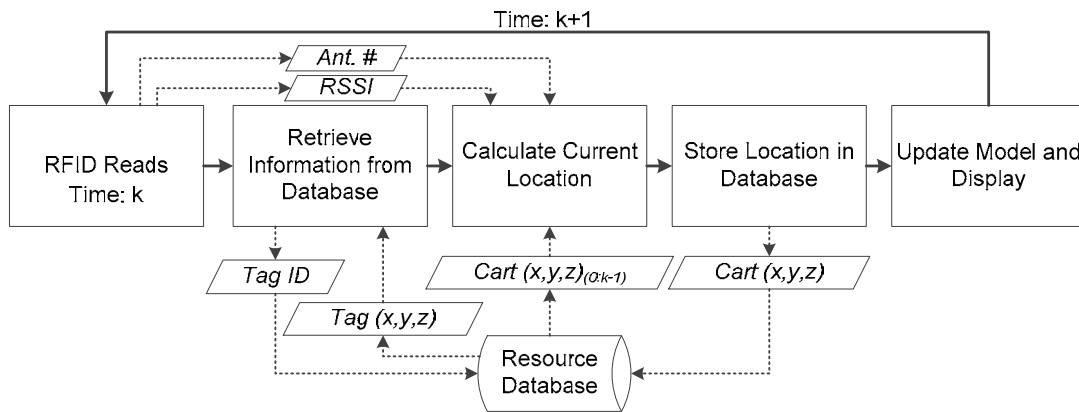 Time: k+1
Ant. #
RSSI
RFID Reads
Time: k
Retrieve
Information from
Database
Calculate Current
Location
Store Location in
Database
Update Model and
Display
Tag ID
Tag (x,y,z)
Cart (x,y,z)(0:k-1)
Cart (x,y,z)
Resource
Database